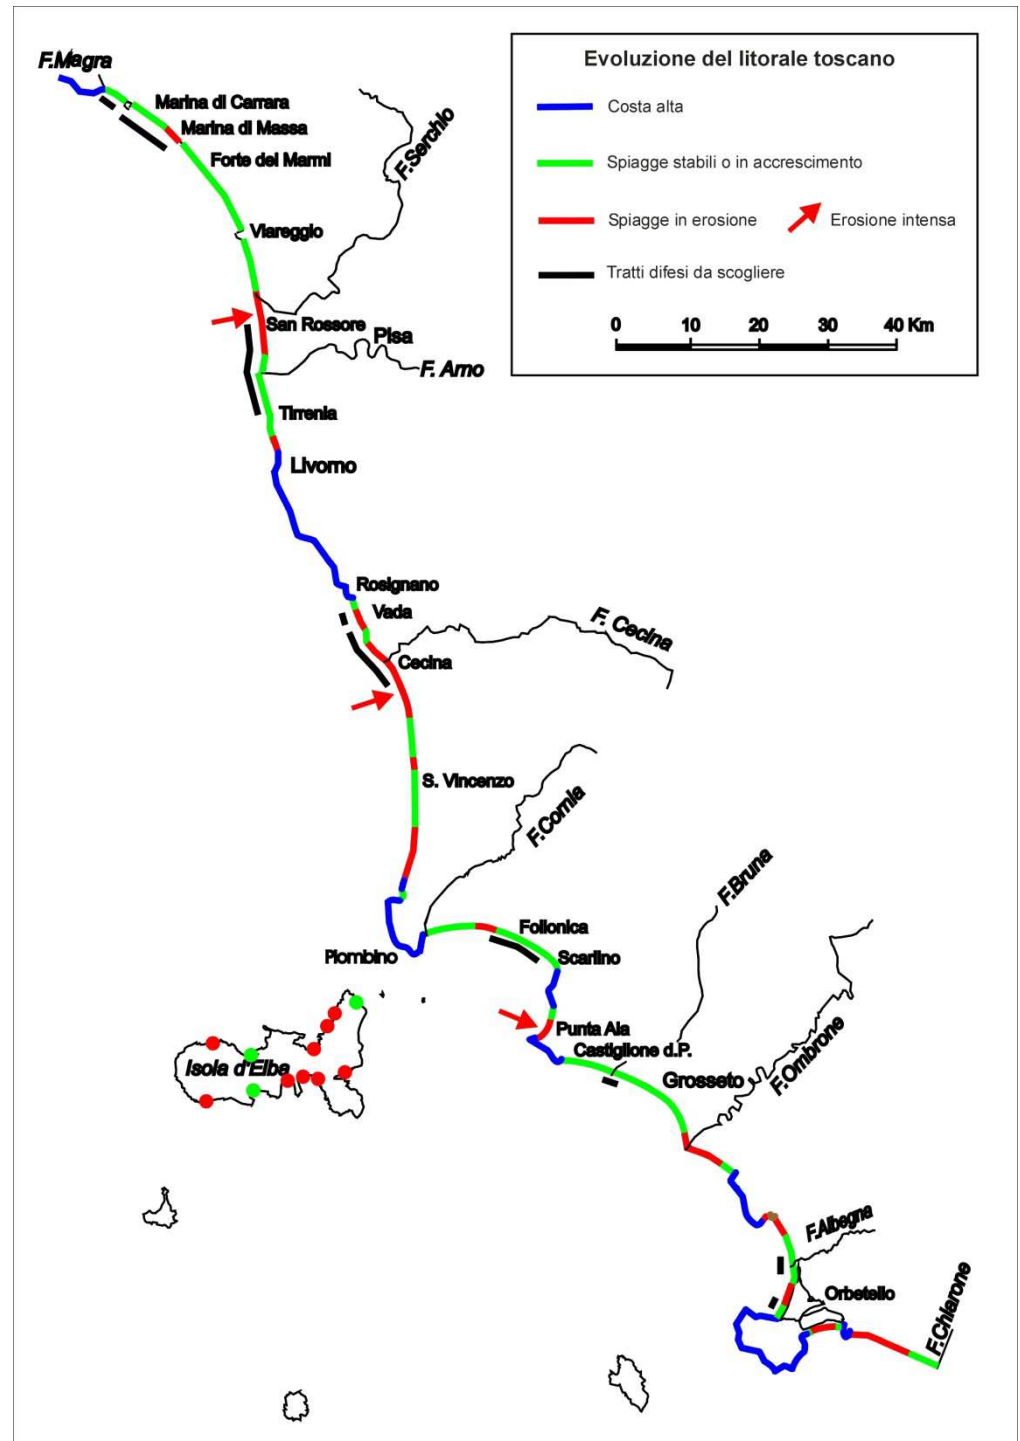 Evoluzione del litorale toscano
Costa alta
Spiagge stabili o in accrescimento
Spiagge in erosione
Erosione intensa
Tratti difesi da scogliere
0 10 20 30 40 Km
F.Magra
Marina di Carrara
Marina di Massa
Forte dei Marmi
F.Serchio
Viareggio
San Rossore
Pisa
F. Arno
Tirrenia
Livorno
Rosignano
Vada
F. Cecina
Cecina
S. Vincenzo
F.Cornia
F.Bruna
Follonica
Piombino
Scarlino
Punta Ala
Castiglione d.P.
Isola d'Elba
Grosseto
F.Ombrone
F.Albegna
Orbetello
F.Chiarone